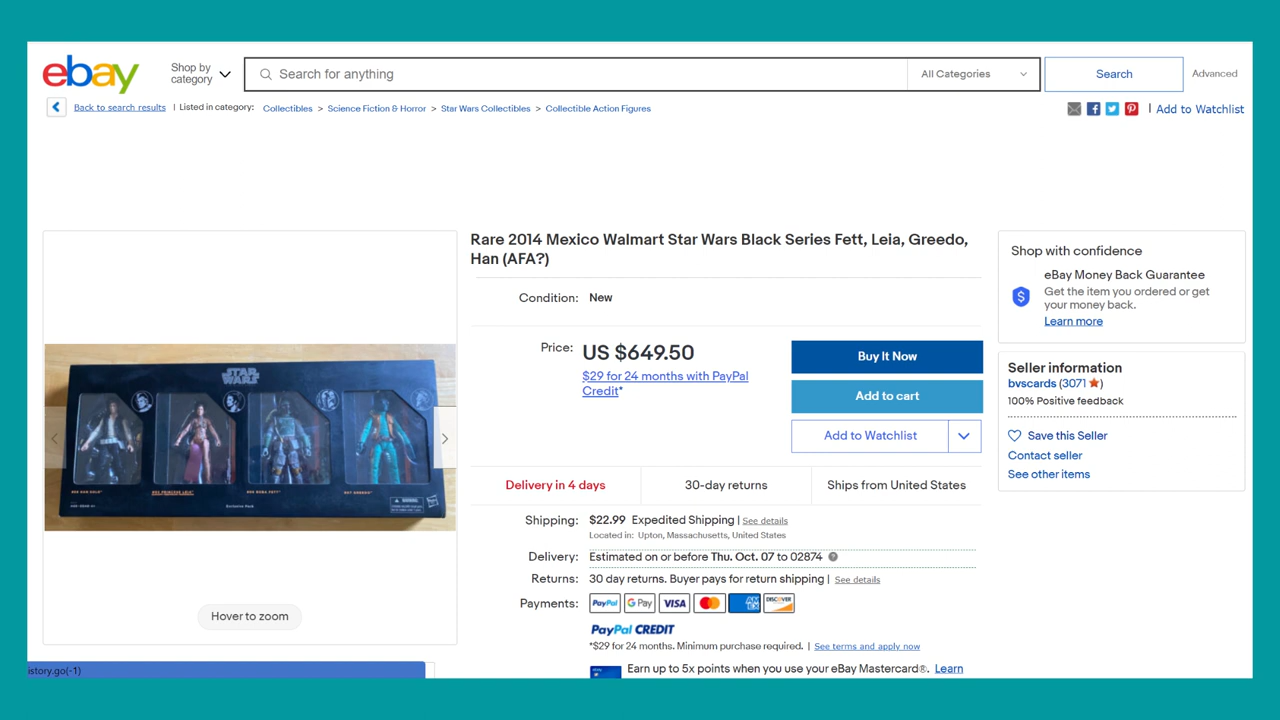 ebay
Shop by
category
Search for anything
All Categories
Search
Advanced
Back to search results | Listed in category: Collectibles > Science Fiction & Horror > Star Wars Collectibles > Collectible Action Figures
| Add to Watchlist
Rare 2014 Mexico Walmart Star Wars Black Series Fett, Leia, Greedo,
Han (AFA?)
Condition: New
Price: US $649.50
$29 for 24 months with PayPal
Credit*
Buy It Now
Add to cart
Add to Watchlist
Delivery in 4 days
30-day returns
Ships from United States
Shipping: $22.99 Expedited Shipping | See details
Located in: Upton, Massachusetts, United States
Delivery: Estimated on or before Thu. Oct. 07 to 02874
Returns: 30 day returns. Buyer pays for return shipping | See details
Payments: PayPal G Pay VISA DISCOVER
PayPal CREDIT
*$29 for 24 months. Minimum purchase required. | See terms and apply now
Earn up to 5x points when you use your eBay Mastercard®. Learn
Shop with confidence
eBay Money Back Guarantee
Get the item you ordered or get
your money back.
Learn more
Seller information
bvscards (3071)
100% Positive feedback
Save this Seller
Contact seller
See other items
STAR
WARS
Hover to zoom
istory.go(-1)